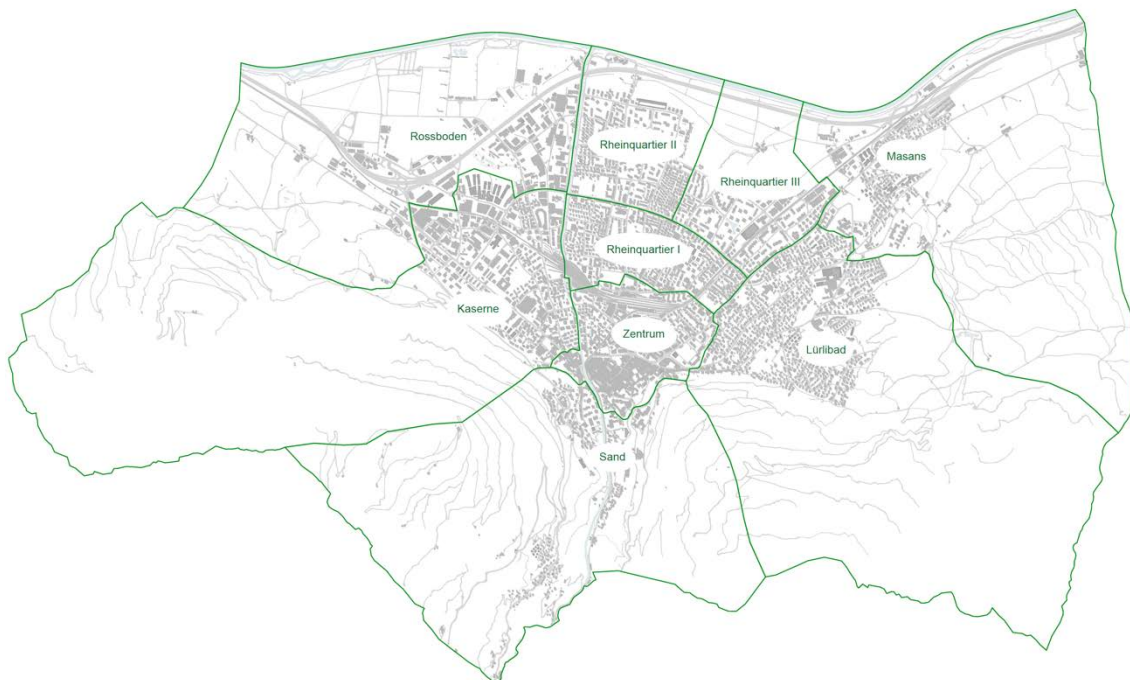 Rossboden
Rheinquartier II
Masans
Rheinquartier III
Rheinquartier I
Kaserne
Zentrum
Lürlibad
Sand